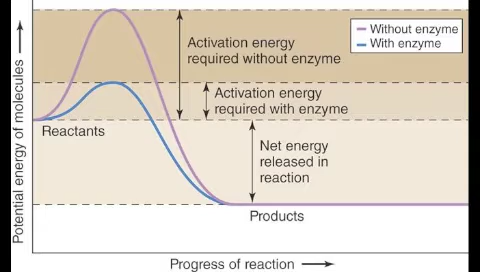 Without enzyme
With enzyme
Activation energy
required without enzyme
Activation energy
required with enzyme
Reactants
Net energy
released in
reaction
Products
Potential energy of molecules
Progress of reaction